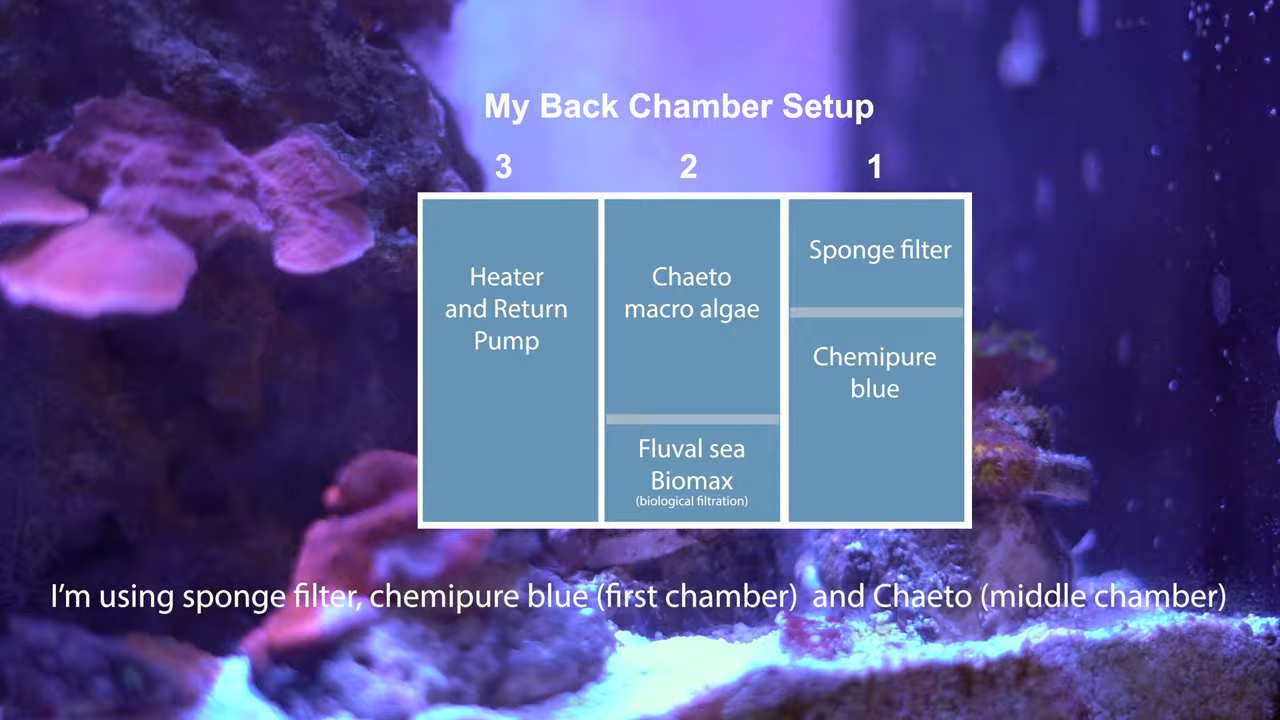 My Back Chamber Setup
3 2 1
Heater
and Return
Pump
Chaeto
macro algae
Fluval sea
Biomax
(biological filtration)
Sponge filter
Chemipure
blue
I'm using sponge filter, chemipure blue (first chamber) and Chaeto (middle chamber)